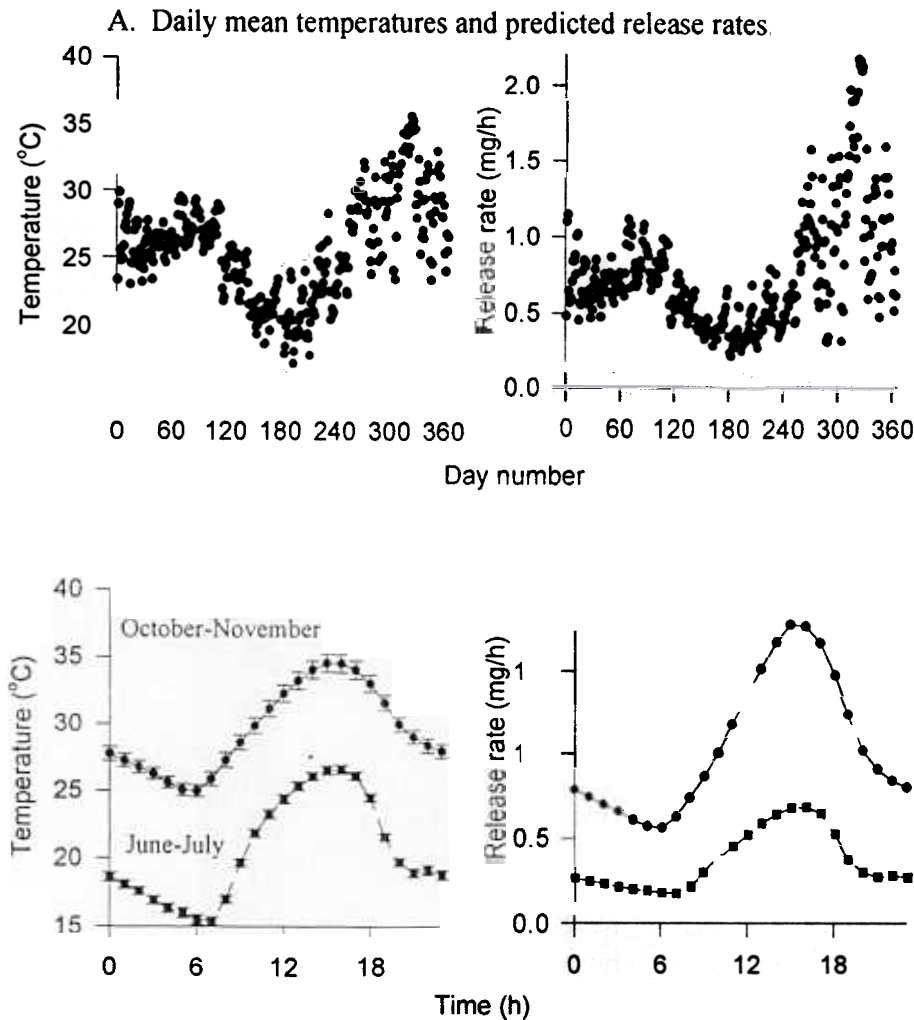 A. Daily mean temperatures and predicted release rates
40
35
30
25
20
Temperature (°C)
0 60 120 180 240 300 360
2.0
1.5
1.0
0.5
0.0
Release rate (mg/h)
0 60 120 180 240 300 360
Day number
40
35
30
25
20
15
Temperature (°C)
October-November
June-July
0 6 12 18
1
1
0.5
0.0
Release rate (mg/h)
0 6 12 18
Time (h)